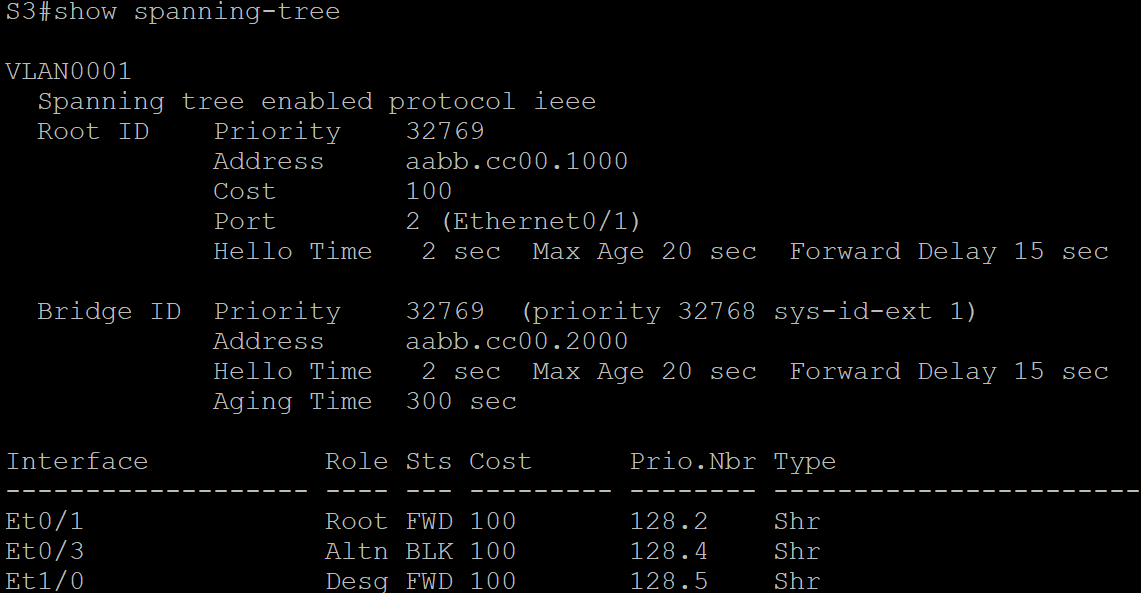 S3#show spanning-tree
VLAN0001
  Spanning tree enabled protocol ieee
  Root ID    Priority    32769
             Address     aabb.cc00.1000
             Cost        100
             Port        2 (Ethernet0/1)
             Hello Time   2 sec  Max Age 20 sec  Forward Delay 15 sec
  Bridge ID  Priority    32769  (priority 32768 sys-id-ext 1)
             Address     aabb.cc00.2000
             Hello Time   2 sec  Max Age 20 sec  Forward Delay 15 sec
             Aging Time  300 sec
Interface           Role Sts Cost      Prio.Nbr Type
------------------- ---- --- --------- -------- -----------------------
Et0/1               Root FWD 100       128.2    Shr
Et0/3               Altn BLK 100       128.4    Shr
Et1/0               Desg FWD 100       128.5    Shr